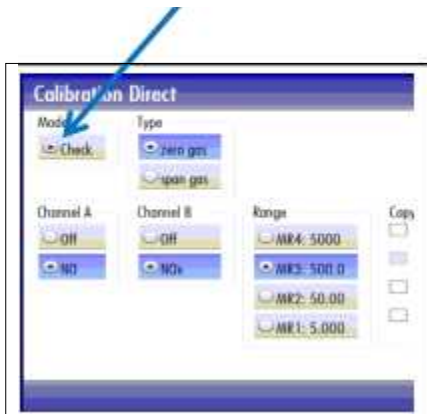 Calibration Direct
Mode Type
Check zero gas
span gas
Channel A Channel B Range Copy
Off Off MR4: 5000
NO NOx MR3: 500.0
MR2: 50.00
MR1: 5.000